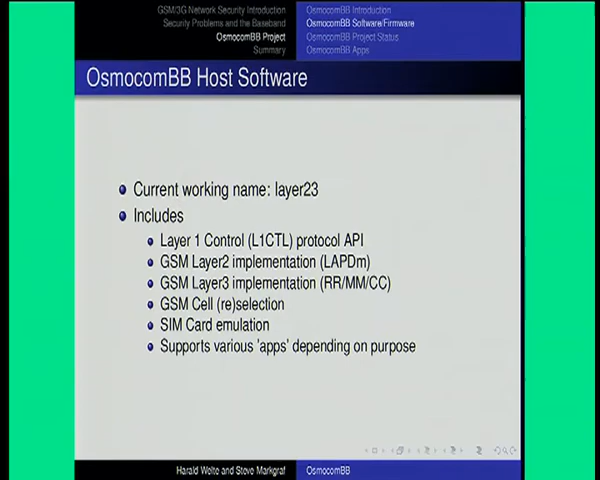 GSM/3G Network Security Introduction
Security Problems and the Baseband
OsmocomBB Project
Summary
OsmocomBB Introduction
OsmocomBB Software/Firmware
OsmocomBB Project Status
OsmocomBB Apps
OsmocomBB Host Software
Current working name: layer23
Includes
Layer 1 Control (L1CTL) protocol API
GSM Layer2 implementation (LAPDm)
GSM Layer3 implementation (RR/MM/CC)
GSM Cell (re)selection
SIM Card emulation
Supports various 'apps' depending on purpose
Harald Welte and Steve Markgraf
OsmocomBB